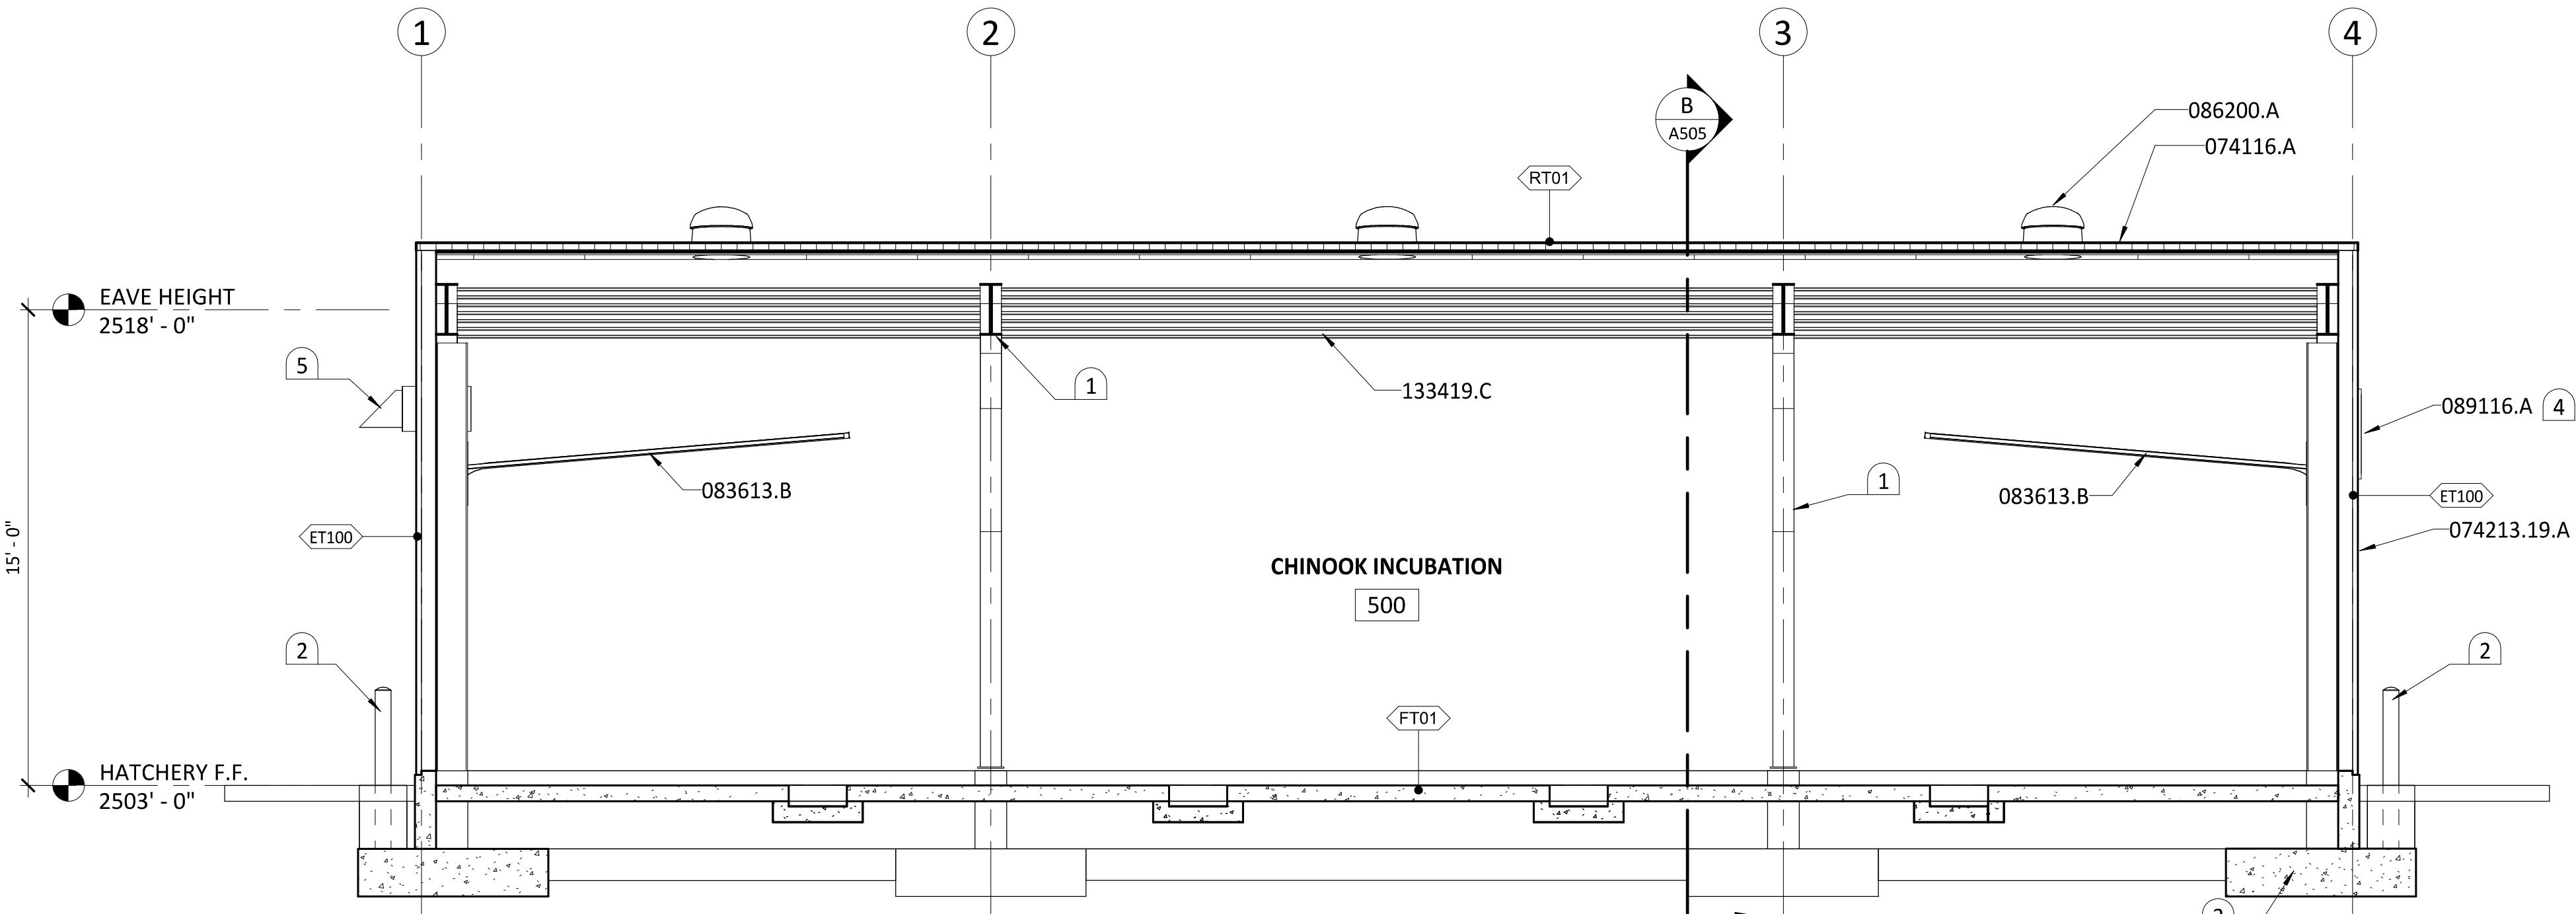 1
2
3
4
B
A505
086200.A
074116.A
RT01
EAVE HEIGHT
2518' - 0"
5
1
133419.C
089116.A
4
083613.B
1
083613.B
ET100
ET100
074213.19.A
15' - 0"
CHINOOK INCUBATION
500
2
2
FT01
HATCHERY F.F.
2503' - 0"